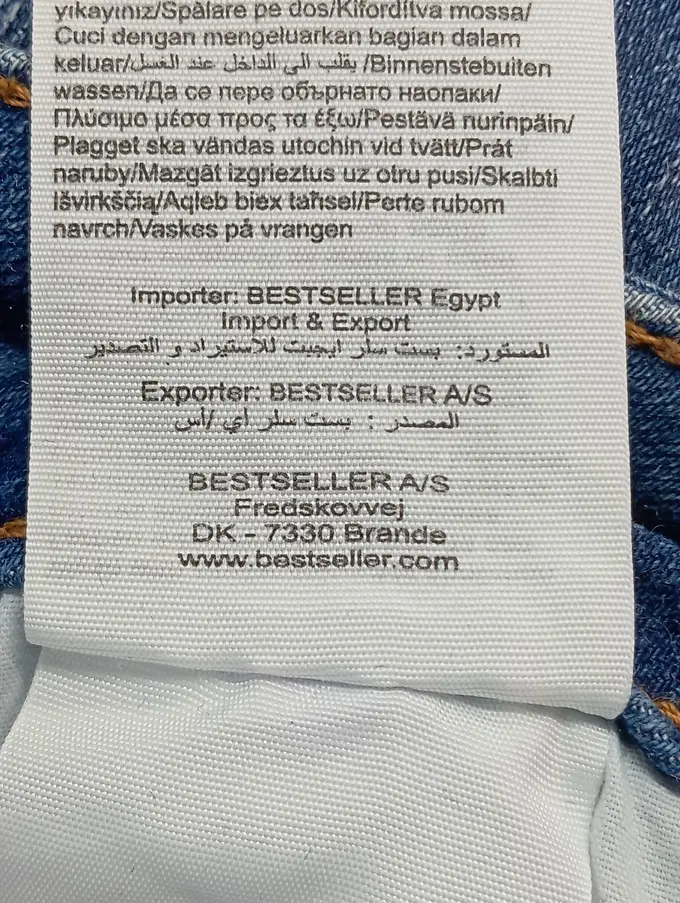 yıkayınız/Spălare pe dos/Kifordítva mossa/
Cuci dengan mengeluarkan bagian dalam
keluar/يقلب الى الداخل عند الغسل/Binnenstebuiten
wassen/Да се пере обърнато наопаки/
Πλύσιμο μέσα προς τα έξω/Pestävä nurinpäin/
Plagget ska vändas utochin vid tvätt/Prát
naruby/Mazgāt izgrieztus uz otru pusi/Skalbti
išvirkščią/Aqleb biex taħsel/Perte rubom
navrch/Vaskes på vrangen
Importer: BESTSELLER Egypt
Import & Export
المستورد: بست سلر ايجيبت للأستيراد و التصدير
Exporter: BESTSELLER A/S
المصدر : بست سلر أي /أس
BESTSELLER A/S
Fredskovvej
DK - 7330 Brande
www.bestseller.com